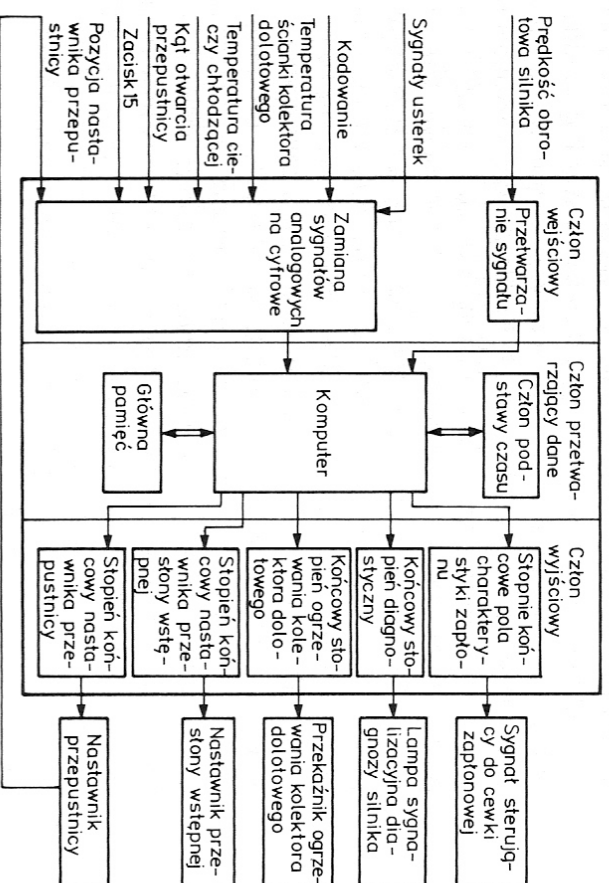 Prędkość obro-
towa silnika
Sygnały usterek
Kodowanie
Temperatura
ścianki kolektora
dolotowego
Temperatura cie-
czy chłodzącej
Kąt otwarcia
przepustnicy
Zacisk 15
Pozycja nasta-
wnika przepu-
stnicy
Człon
wejściowy
Przetwarza-
nie sygnału
Zamiana
sygnałów
analogowych
na cyfrowe
Człon przetwa-
rzający dane
Człon pod-
stawy czasu
Komputer
Główna
pamięć
Człon
wyjściowy
Stopnie koń-
cowe pola
charaktery-
styki zapło-
nu
Końcowy sto-
pień diagno-
styczny
Końcowy sto-
pień ogrze-
wania kole-
ktora dolo-
towego
Stopień koń-
cowy nasta-
wnika prze-
słony wstę-
pnej
Stopień koń-
cowy nasta-
wnika prze-
pustnicy
Sygnał sterują-
cy do cewki
zapłonowej
Lampa sygna-
lizacyjna dia-
gnozy silnika
Przekaźnik ogrze-
wania kolektora
dolotowego
Nastawnik prze-
słony wstępnej
Nastawnik
przepustnicy